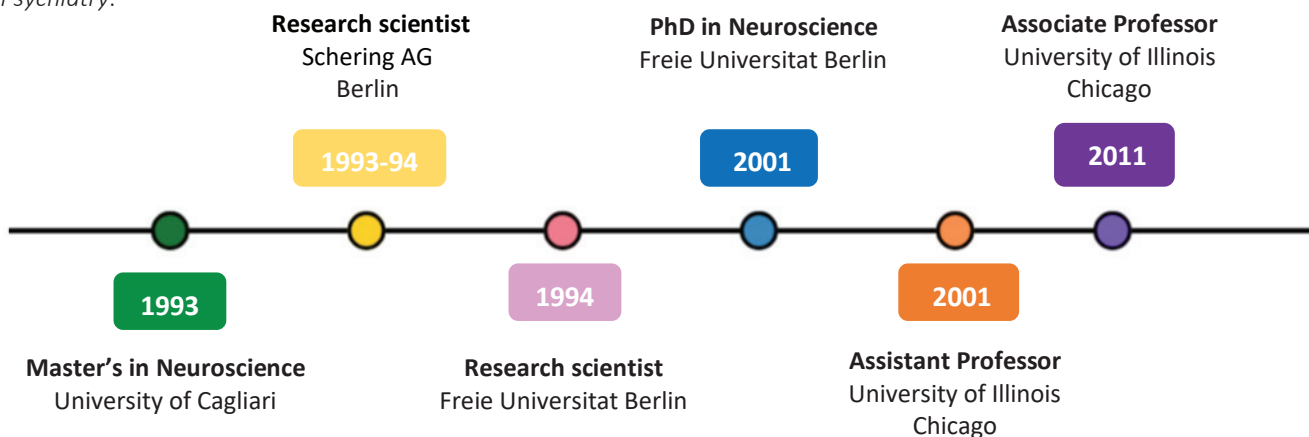 Psychiatry.
Research scientist
Schering AG
Berlin
PhD in Neuroscience
Freie Universitat Berlin
Associate Professor
University of Illinois
Chicago
1993-94
2001
2011
1993
1994
2001
Master’s in Neuroscience
University of Cagliari
Research scientist
Freie Universitat Berlin
Assistant Professor
University of Illinois
Chicago